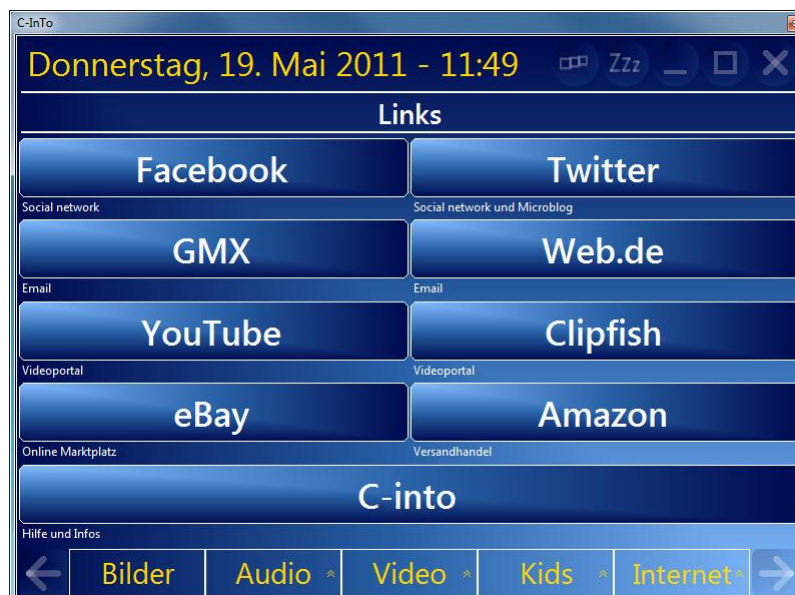 C-InTo
Donnerstag, 19. Mai 2011 - 11:49 Zzz
Links
Facebook Twitter
Social network Social network und Microblog
GMX Web.de
Email Email
YouTube Clipfish
Videoportal Videoportal
eBay Amazon
Online Marktplatz Versandhandel
C-into
Hilfe und Infos
Bilder Audio Video Kids Internet